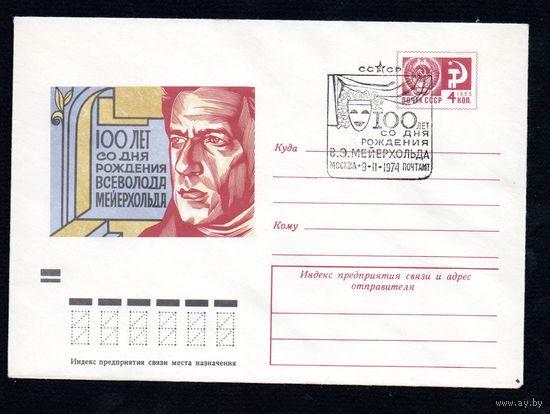 100 ЛЕТ
СО ДНЯ
РОЖДЕНИЯ
ВСЕВОЛОДА
МЕЙЕРХОЛЬДА
СССР
100 ЛЕТ
СО ДНЯ
РОЖДЕНИЯ
В.Э. МЕЙЕРХОЛЬДА
МОСКВА • 9-II-1974 ПОЧТАМТ
1966
ПОЧТА СССР 4 КОП.
Куда
Кому
Индекс предприятия связи и адрес
отправителя
Индекс предприятия связи места назначения
www.ay.by